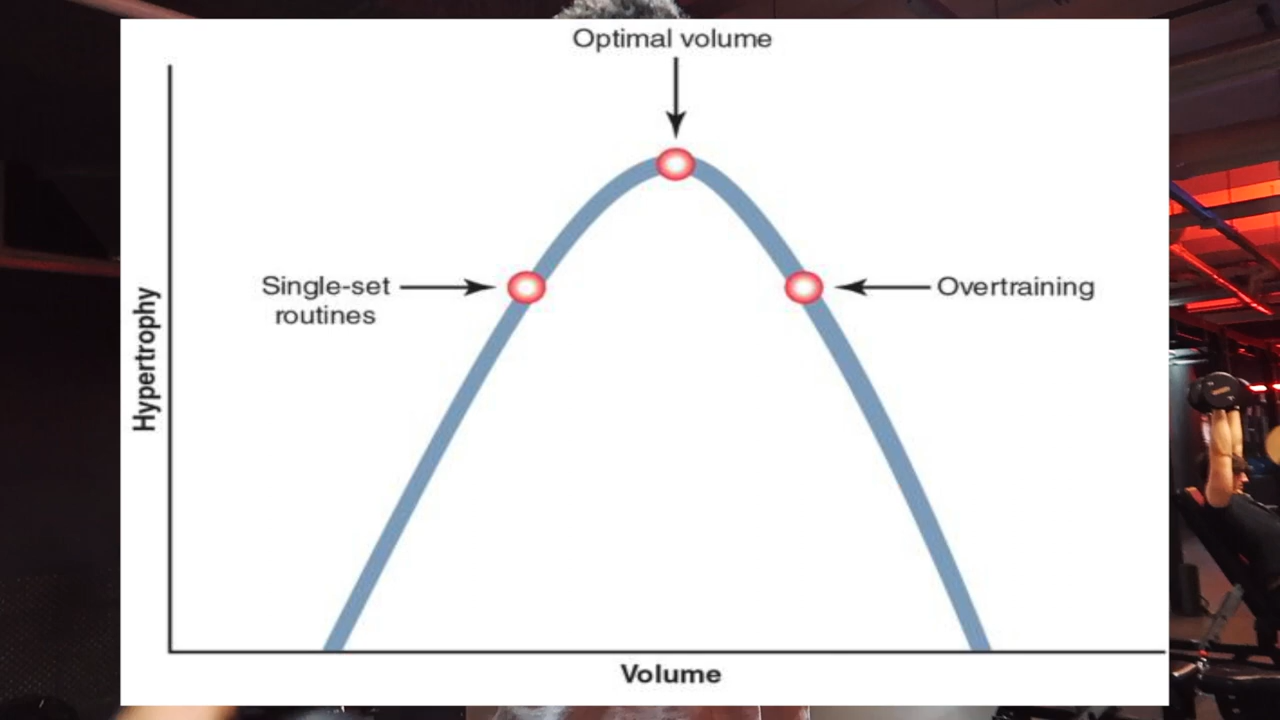 Optimal volume
Single-set
routines
Overtraining
Hypertrophy
Volume